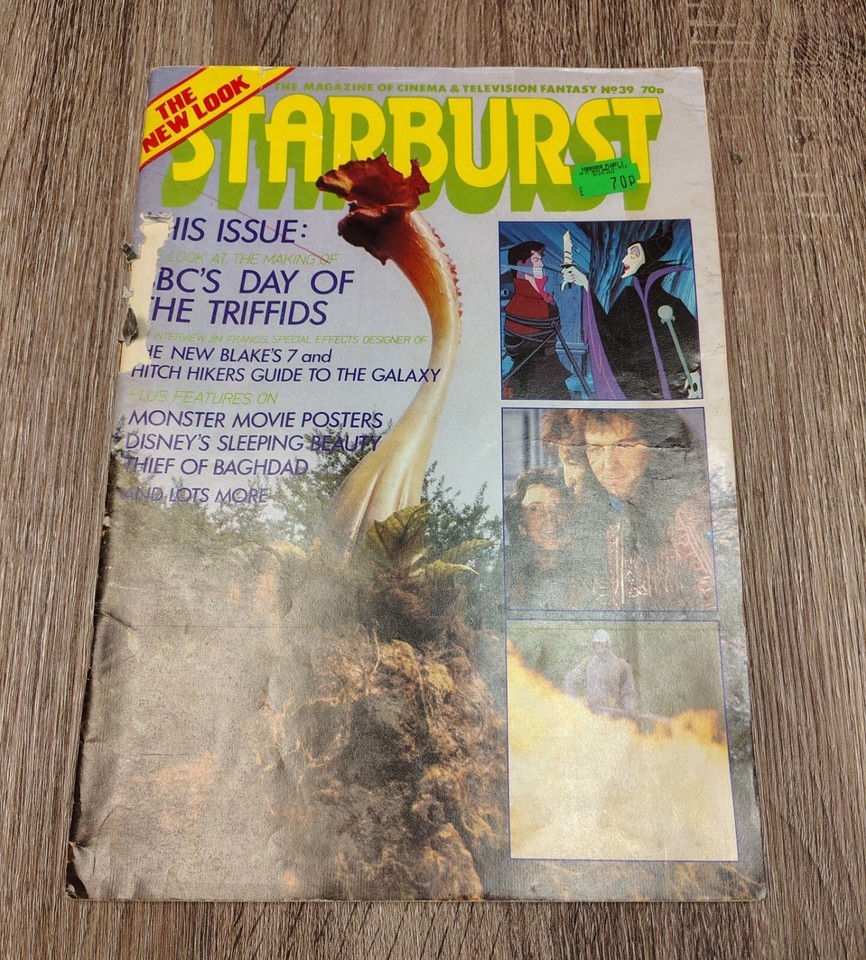 THE
NEW LOOK
THE MAGAZINE OF CINEMA & TELEVISION FANTASY Nº39 70p
STARBURST
FORBIDDEN PLANET
£ 70p
HIS ISSUE:
LOOK AT THE MAKING OF
BC'S DAY OF
THE TRIFFIDS
INTERVIEW JIM FRANCIS, SPECIAL EFFECTS DESIGNER OF
HE NEW BLAKE'S 7 and
HITCH HIKERS GUIDE TO THE GALAXY
PLUS FEATURES ON
MONSTER MOVIE POSTERS
DISNEY'S SLEEPING BEAUTY
THIEF OF BAGHDAD
AND LOTS MORE